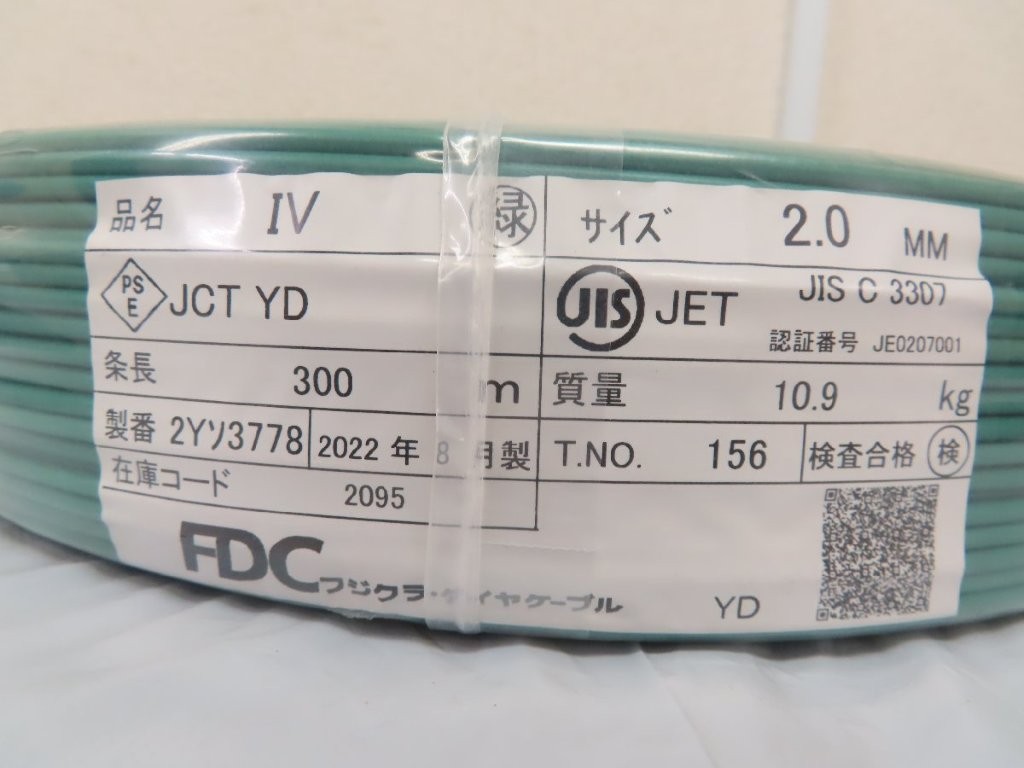 品名 IV 緑 サイズ 2.0 MM
PS E JCT YD JIS JET JIS C 3307
認証番号 JE0207001
条長 300 m 質量 10.9 kg
製番 2Yソ3778 2022 年 8 月製 T.NO. 156 検査合格 検
在庫コード 2095
FDC フジクラ・ダイヤケーブル YD